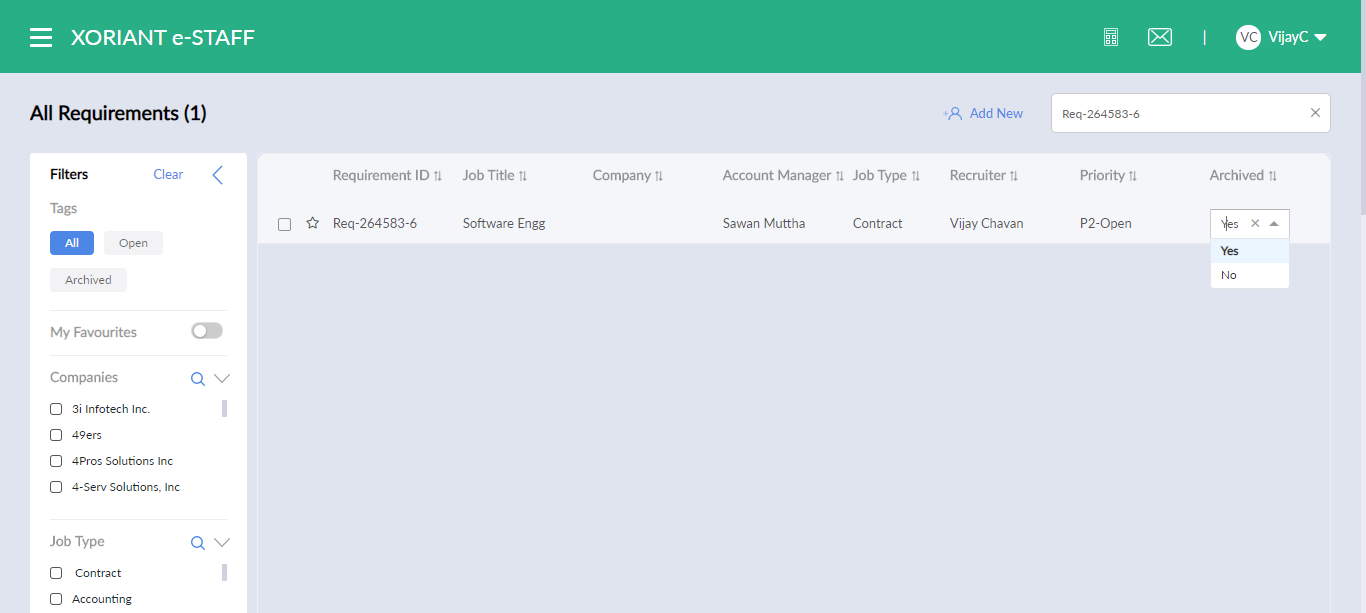 XORIANT e-STAFF
VC VijayC
All Requirements (1)
Add New
Req-264583-6
Filters Clear
Tags
All Open
Archived
My Favourites
Companies
3i Infotech Inc.
49ers
4Pros Solutions Inc
4-Serv Solutions, Inc
Job Type
Contract
Accounting
Requirement ID Job Title Company Account Manager Job Type Recruiter Priority Archived
Req-264583-6 Software Engg Sawan Muttha Contract Vijay Chavan P2-Open Yes
Yes
No